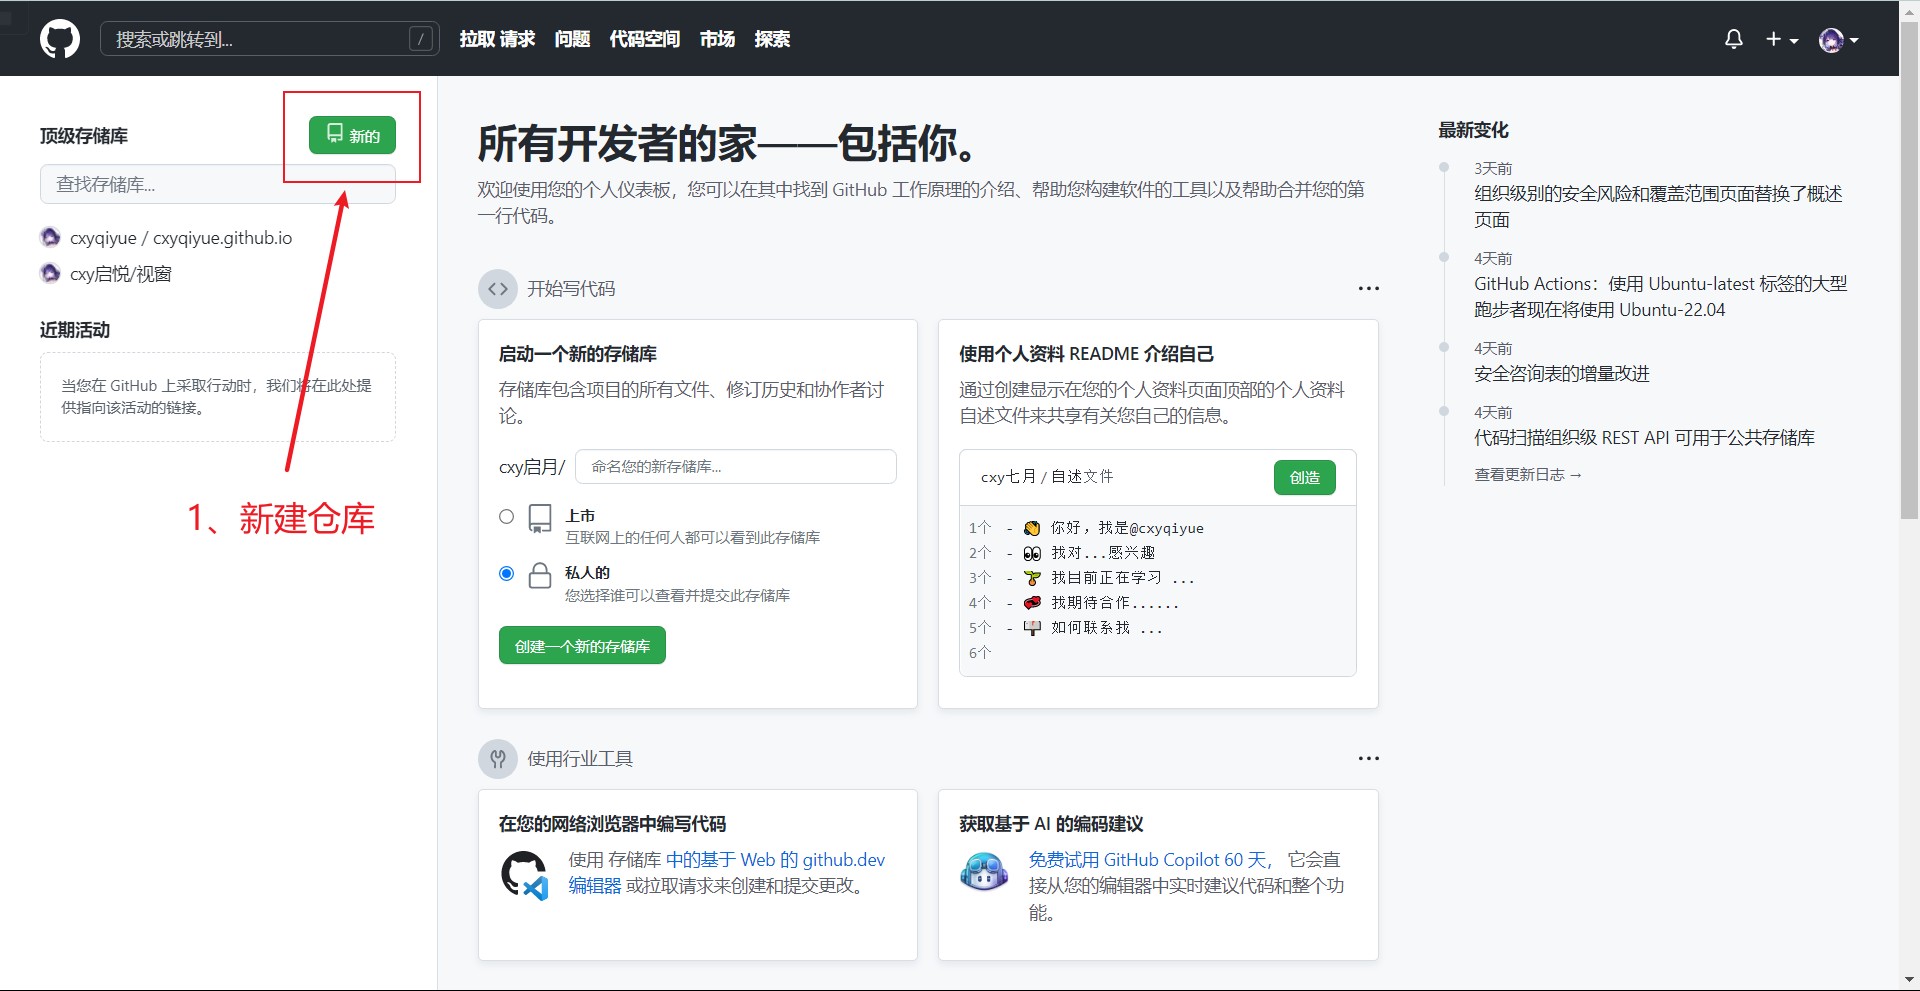 搜索或跳转到...
/
拉取 请求
问题
代码空间
市场
探索
顶级存储库
新的
查找存储库...
cxyqiyue / cxyqiyue.github.io
cxy启悦/视窗
近期活动
当您在 GitHub 上采取行动时，我们将在此处提
供指向该活动的链接。
1、新建仓库
所有开发者的家——包括你。
欢迎使用您的个人仪表板，您可以在其中找到 GitHub 工作原理的介绍、帮助您构建软件的工具以及帮助合并您的第
一行代码。
开始写代码
启动一个新的存储库
存储库包含项目的所有文件、修订历史和协作者讨
论。
cxy启月/
命名您的新存储库...
上市
互联网上的任何人都可以看到此存储库
私人的
您选择谁可以查看并提交此存储库
创建一个新的存储库
使用个人资料 README 介绍自己
通过创建显示在您的个人资料页面顶部的个人资料
自述文件来共享有关您自己的信息。
cxy七月 / 自述文件
创造
1个 - 你好，我是@cxyqiyue
2个 - 我对...感兴趣
3个 - 我目前正在学习 ...
4个 - 我期待合作......
5个 - 如何联系我 ...
6个
使用行业工具
在您的网络浏览器中编写代码
使用 存储库 中的基于 Web 的 github.dev
编辑器 或拉取请求来创建和提交更改。
获取基于 AI 的编码建议
免费试用 GitHub Copilot 60 天， 它会直
接从您的编辑器中实时建议代码和整个功
能。
最新变化
3天前
组织级别的安全风险和覆盖范围页面替换了概述
页面
4天前
GitHub Actions：使用 Ubuntu-latest 标签的大型
跑步者现在将使用 Ubuntu-22.04
4天前
安全咨询表的增量改进
4天前
代码扫描组织级 REST API 可用于公共存储库
查看更新日志 →